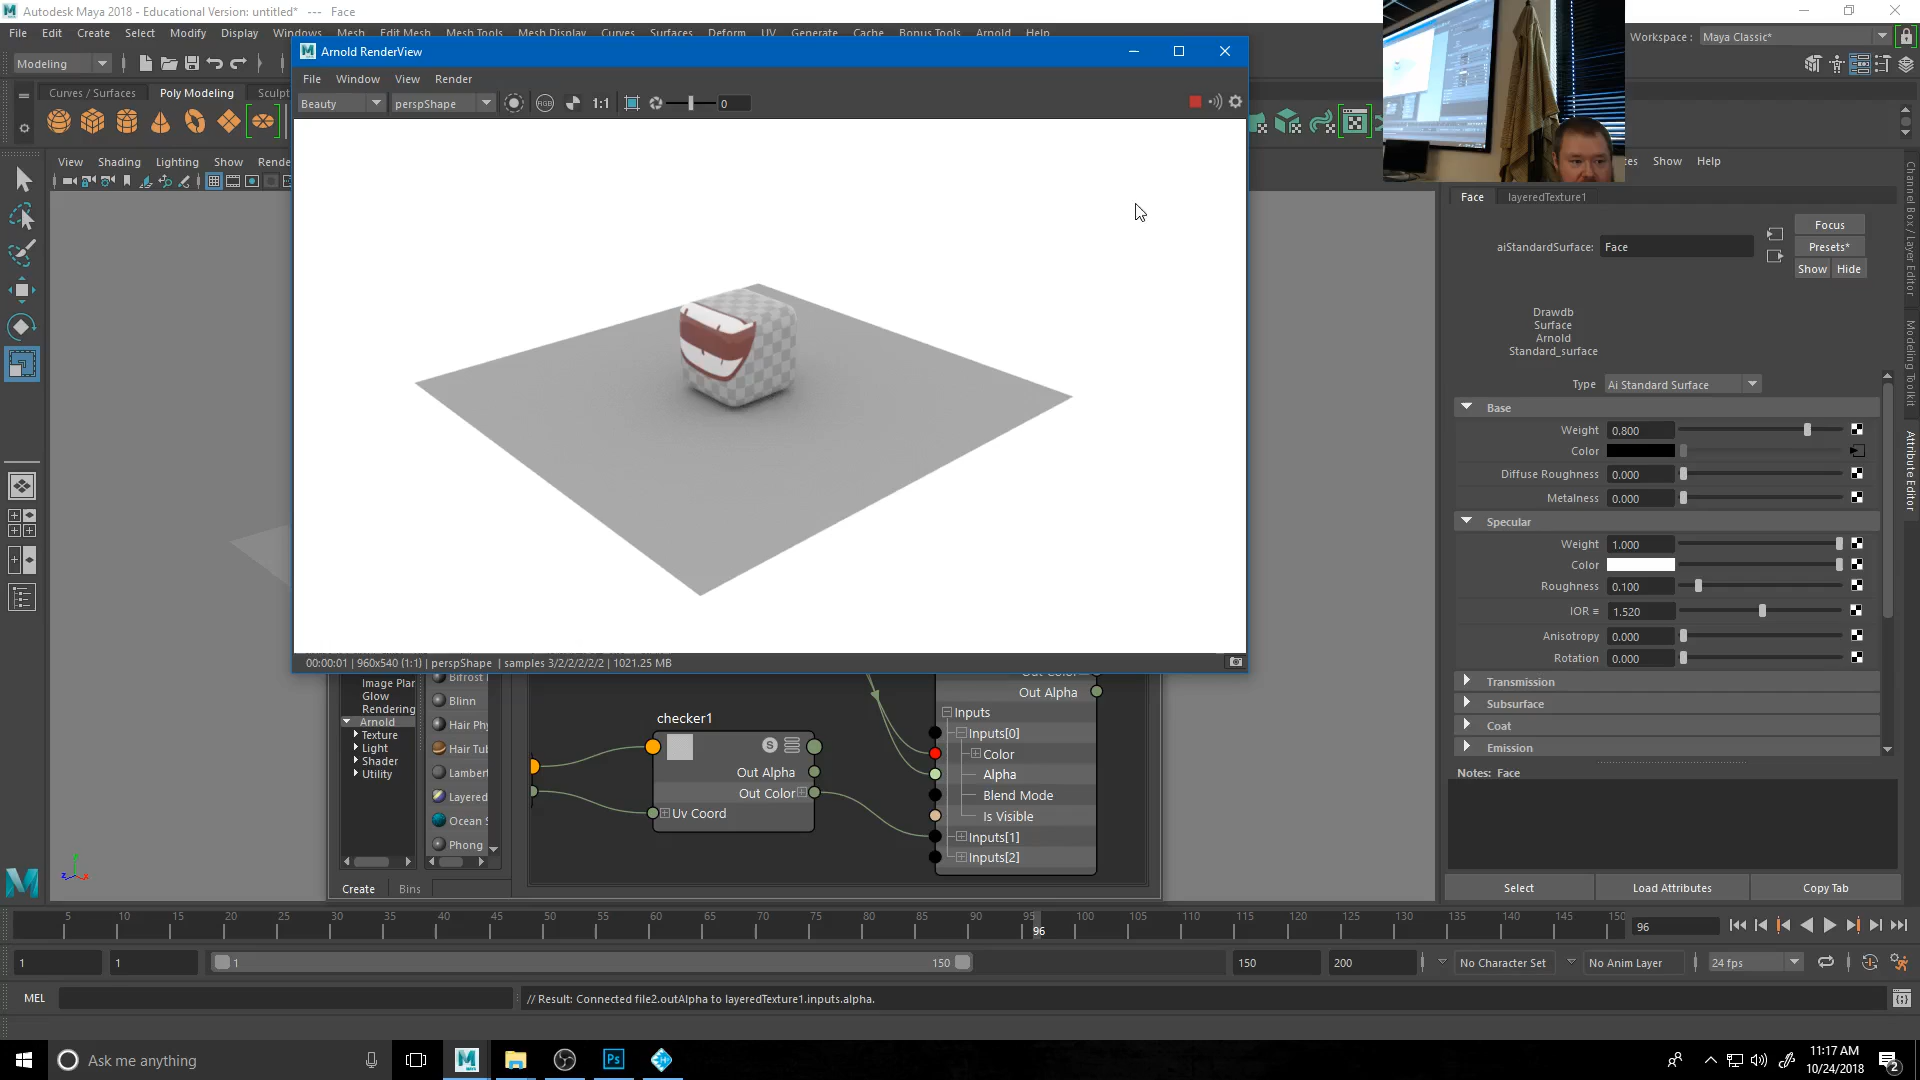 Autodesk Maya 2018 - Educational Version: untitled* --- Face
File Edit Create Select Modify Display Windows Mesh Edit Mesh Mesh Tools Mesh Display Curves Surfaces Deform UV Generate Cache Bonus Tools Arnold Help
Workspace : Maya Classic*
Modeling
Curves / Surfaces Poly Modeling Sculpt
View Shading Lighting Show Rende
Arnold RenderView
File Window View Render
Beauty perspShape RGB 1:1 0
00:00:01 | 960x540 (1:1) | perspShape | samples 3/2/2/2/2/2 | 1021.25 MB
Show Help
Face layeredTexture1
Focus
aiStandardSurface: Face
Presets*
Show Hide
Drawdb
Surface
Arnold
Standard_surface
Type Ai Standard Surface
Base
Weight 0.800
Color
Diffuse Roughness 0.000
Metalness 0.000
Specular
Weight 1.000
Color
Roughness 0.100
IOR 1.520
Anisotropy 0.000
Rotation 0.000
Transmission
Subsurface
Coat
Emission
Notes: Face
Select Load Attributes Copy Tab
Channel Box / Layer Editor
Modeling Toolkit
Attribute Editor
Image Plan
Glow
Rendering
Arnold
Texture
Light
Shader
Utility
Bifrost
Blinn
Hair Phy
Hair Tub
Lambert
Layered
Ocean S
Phong
Create Bins
checker1
S
Out Alpha
Out Color
Uv Coord
Out Color
Out Alpha
Inputs
Inputs[0]
Color
Alpha
Blend Mode
Is Visible
Inputs[1]
Inputs[2]
5 10 15 20 25 30 35 40 45 50 55 60 65 70 75 80 85 90 95 100 105 110 115 120 125 130 135 140 145 150
96
96
1 1 1 150 150 200 No Character Set No Anim Layer 24 fps
MEL // Result: Connected file2.outAlpha to layeredTexture1.inputs.alpha.
Ask me anything
Ps
11:17 AM
10/24/2018
2